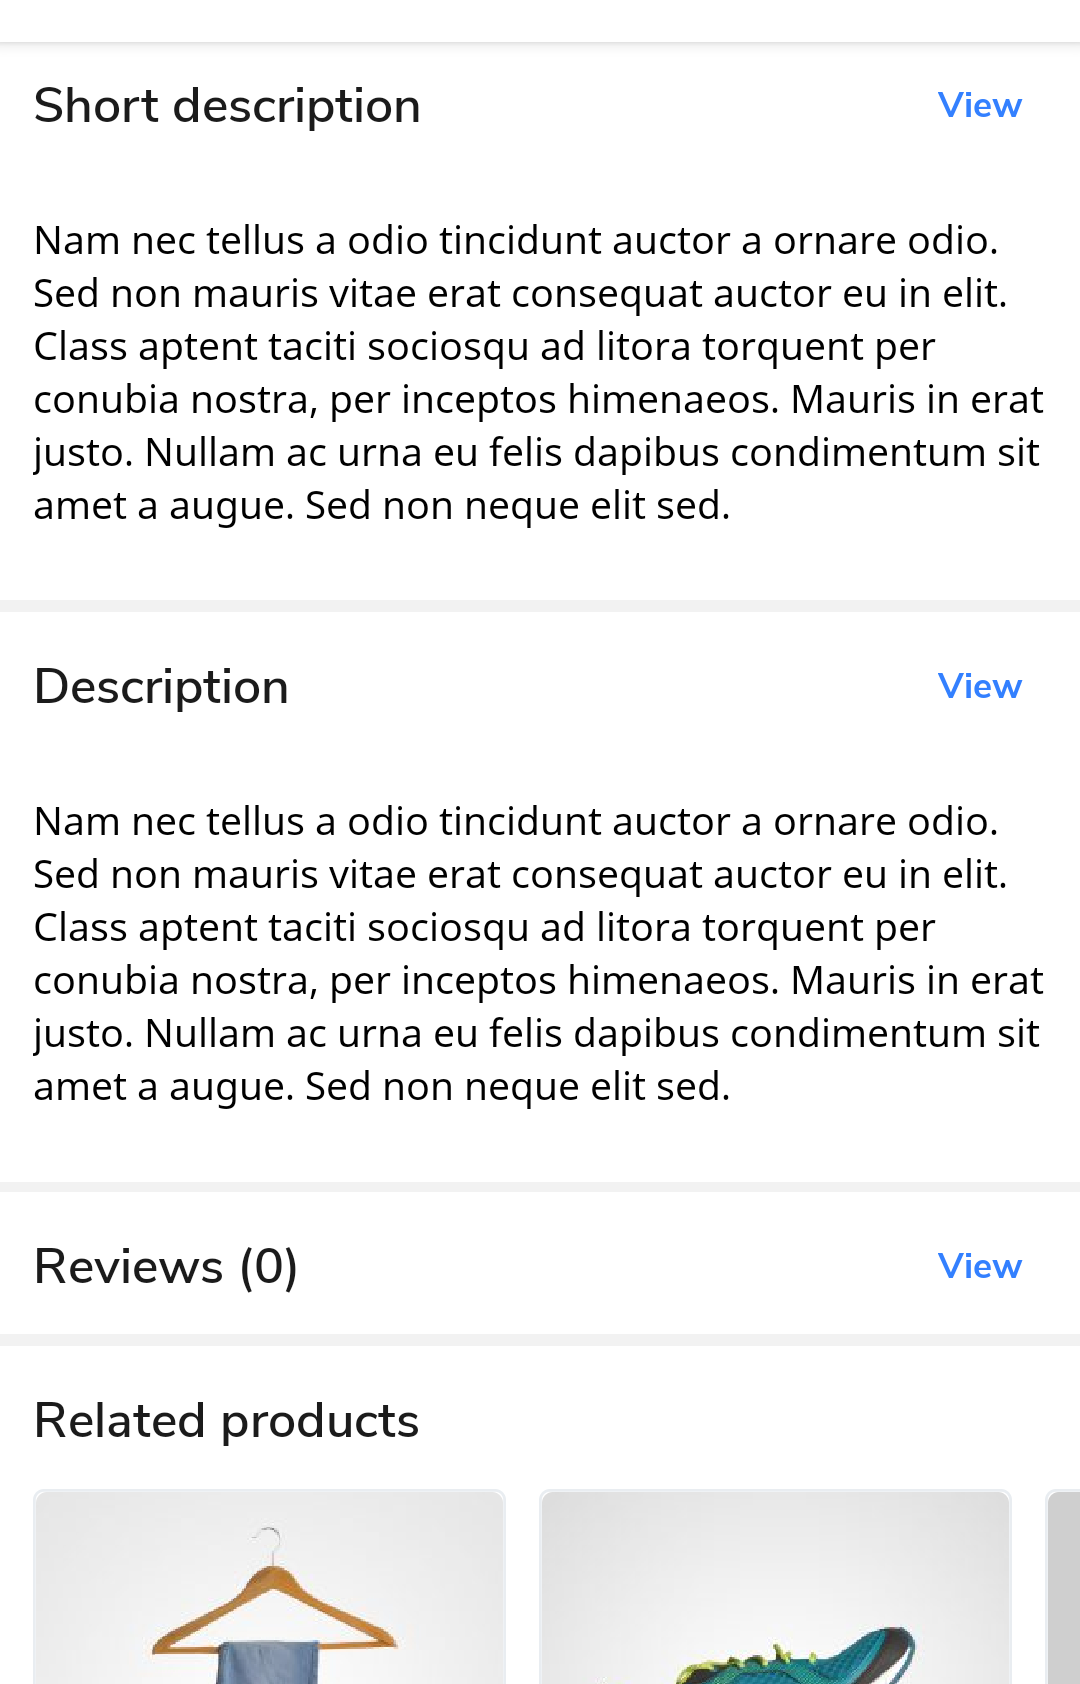 Short description
View
Nam nec tellus a odio tincidunt auctor a ornare odio.
Sed non mauris vitae erat consequat auctor eu in elit.
Class aptent taciti sociosqu ad litora torquent per
conubia nostra, per inceptos himenaeos. Mauris in erat
justo. Nullam ac urna eu felis dapibus condimentum sit
amet a augue. Sed non neque elit sed.
Description
View
Nam nec tellus a odio tincidunt auctor a ornare odio.
Sed non mauris vitae erat consequat auctor eu in elit.
Class aptent taciti sociosqu ad litora torquent per
conubia nostra, per inceptos himenaeos. Mauris in erat
justo. Nullam ac urna eu felis dapibus condimentum sit
amet a augue. Sed non neque elit sed.
Reviews (0)
View
Related products